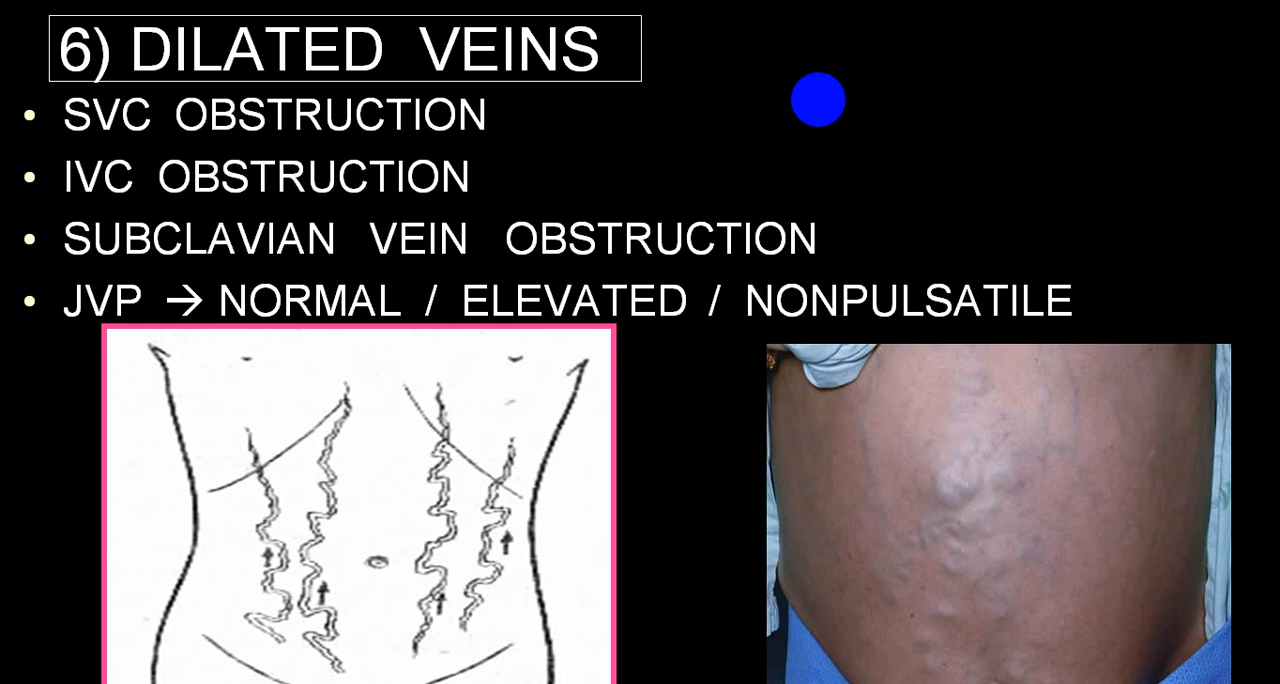 6) DILATED VEINS
• SVC OBSTRUCTION
• IVC OBSTRUCTION
• SUBCLAVIAN VEIN OBSTRUCTION
• JVP → NORMAL / ELEVATED / NONPULSATILE